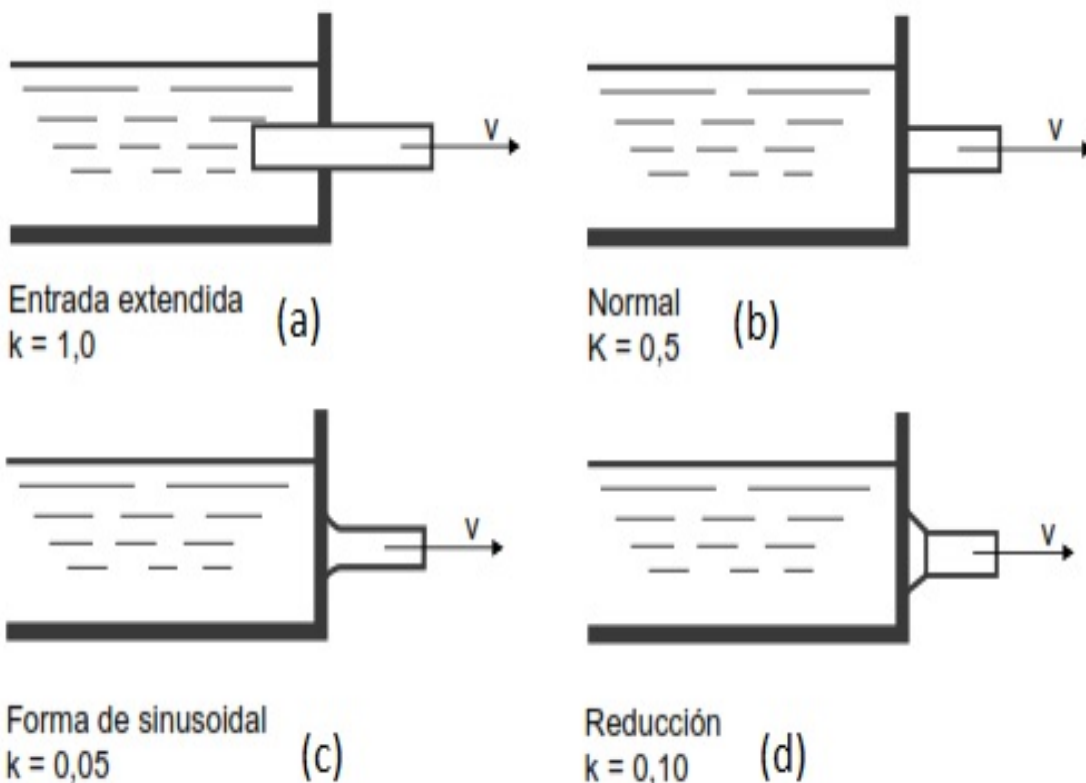 V
V
Entrada extendida
k = 1,0
(a)
Normal
K = 0,5
(b)
V
V
Forma de sinusoidal
k = 0,05
(c)
Reducción
k = 0,10
(d)